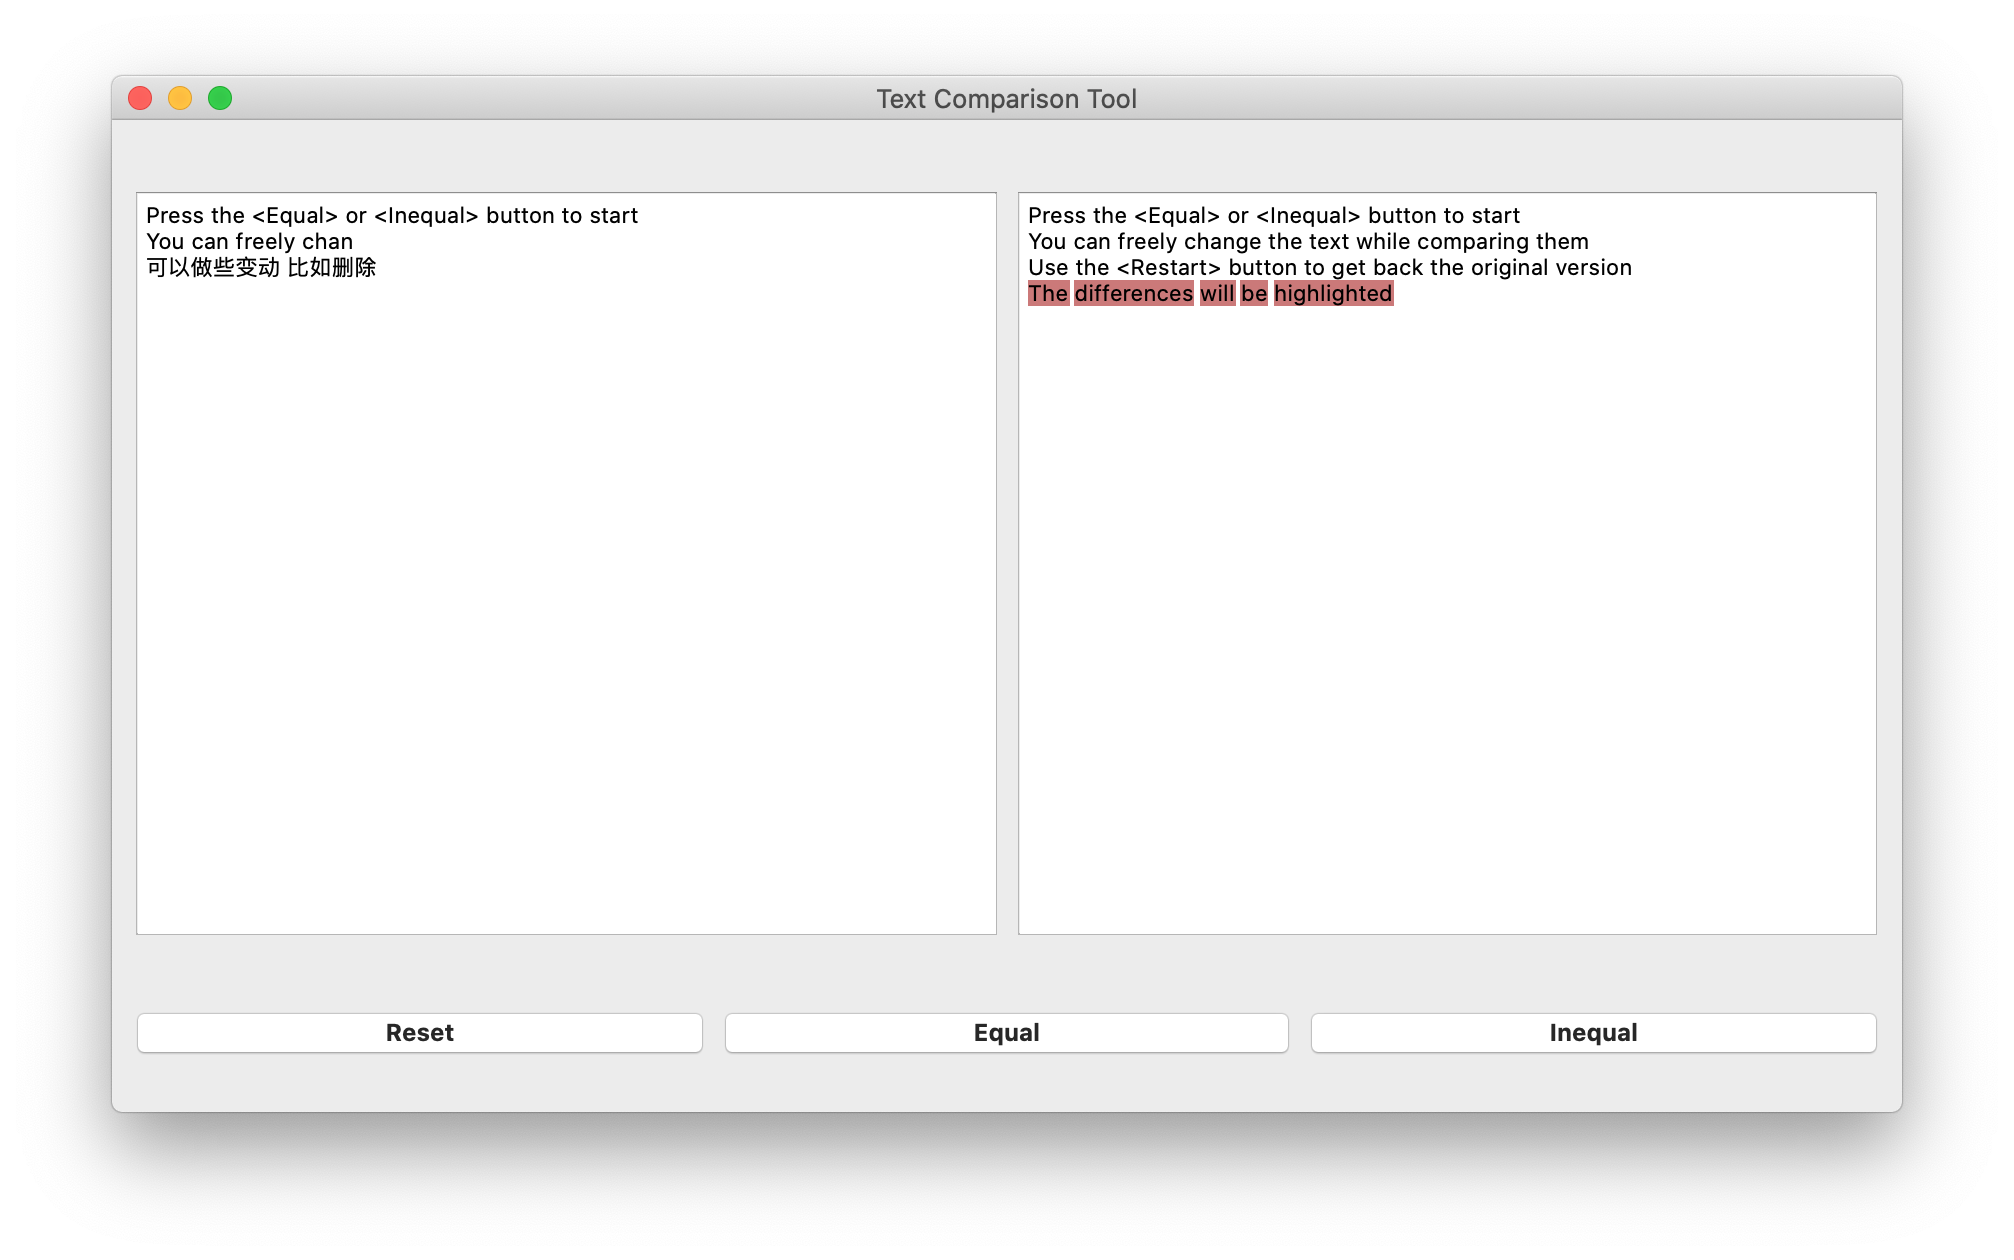 Text Comparison Tool
Press the <Equal> or <Inequal> button to start
You can freely chan
可以做些变动 比如删除
Press the <Equal> or <Inequal> button to start
You can freely change the text while comparing them
Use the <Restart> button to get back the original version
The differences will be highlighted
Reset
Equal
Inequal